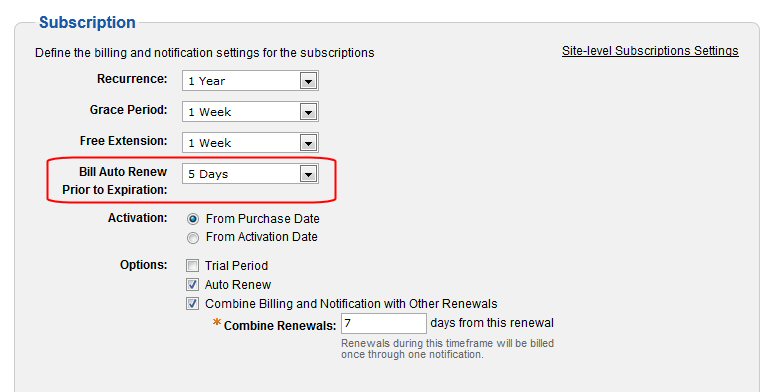 Subscription
Define the billing and notification settings for the subscriptions
Site-level Subscriptions Settings
Recurrence: 1 Year
Grace Period: 1 Week
Free Extension: 1 Week
Bill Auto Renew 5 Days
Prior to Expiration:
Activation: From Purchase Date
From Activation Date
Options: Trial Period
Auto Renew
Combine Billing and Notification with Other Renewals
* Combine Renewals: 7 days from this renewal
Renewals during this timeframe will be billed
once through one notification.